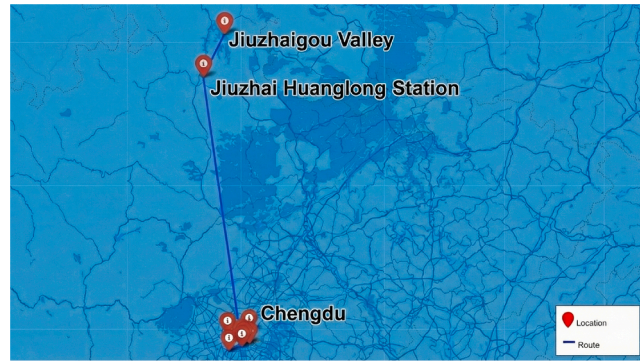 Jiuzhaigou Valley
Jiuzhai Huanglong Station
Chengdu
Location
Route